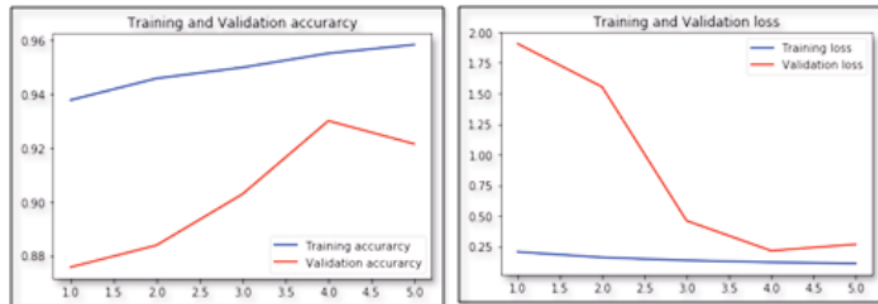 Training and Validation accurarcy
0.96
0.94
0.92
0.90
0.88
Training accurarcy
Validation accurarcy
1.0 1.5 2.0 2.5 3.0 3.5 4.0 4.5 5.0
Training and Validation loss
2.00
1.75
1.50
1.25
1.00
0.75
0.50
0.25
Training loss
Validation loss
1.0 1.5 2.0 2.5 3.0 3.5 4.0 4.5 5.0